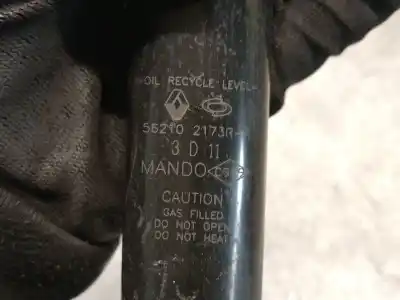 OIL RECYCLE LEVEL
56210 2173R
3 D 11
MANDO
CAUTION
GAS FILLED
DO NOT OPEN
DO NOT HEAT